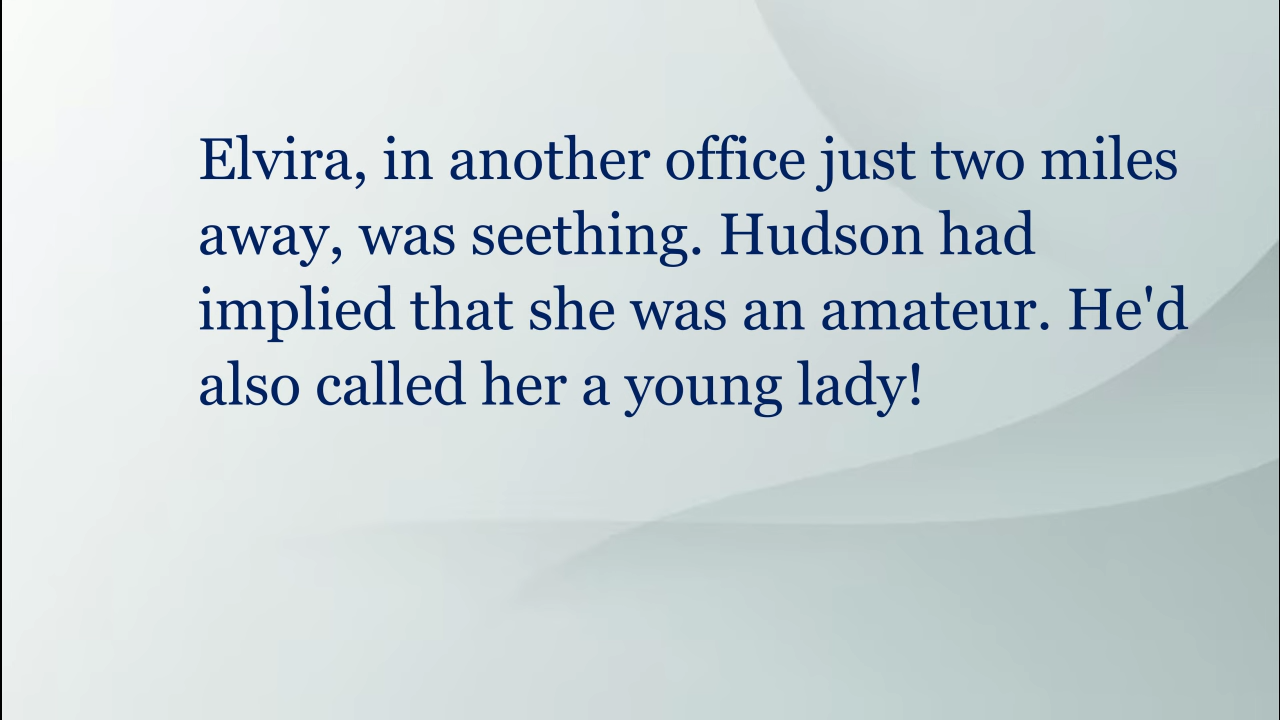 Elvira, in another office just two miles
away, was seething. Hudson had
implied that she was an amateur. He'd
also called her a young lady!